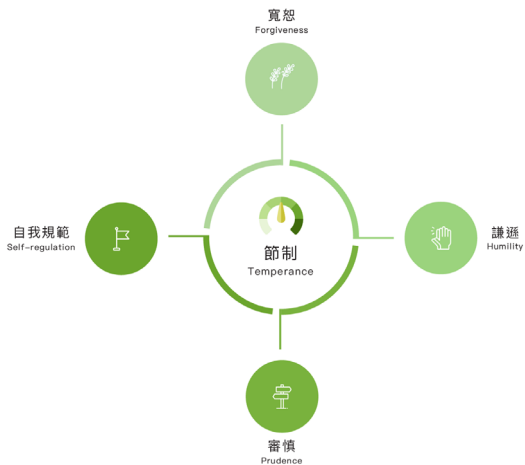 寬恕
Forgiveness
自我規範
Self-regulation
節制
Temperance
謙遜
Humility
審慎
Prudence